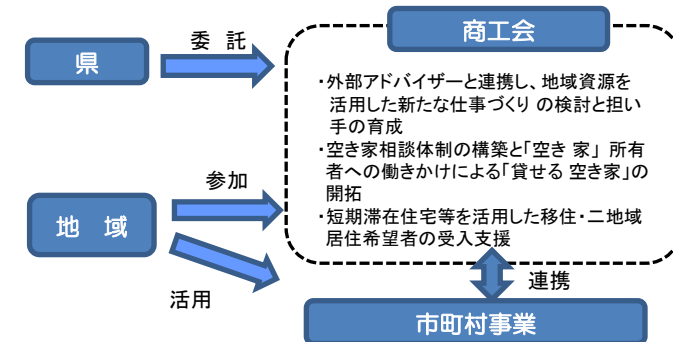 商工会
委 託
県
・外部アドバイザーと連携し、地域資源を
活用した新たな仕事づくり の検討と担い
手の育成
・空き家相談体制の構築と「空き 家」 所有
者への働きかけによる「貸せる 空き家」の
開拓
・短期滞在住宅等を活用した移住・二地域
居住希望者の受入支援
参加
地 域
活用
連携
市町村事業